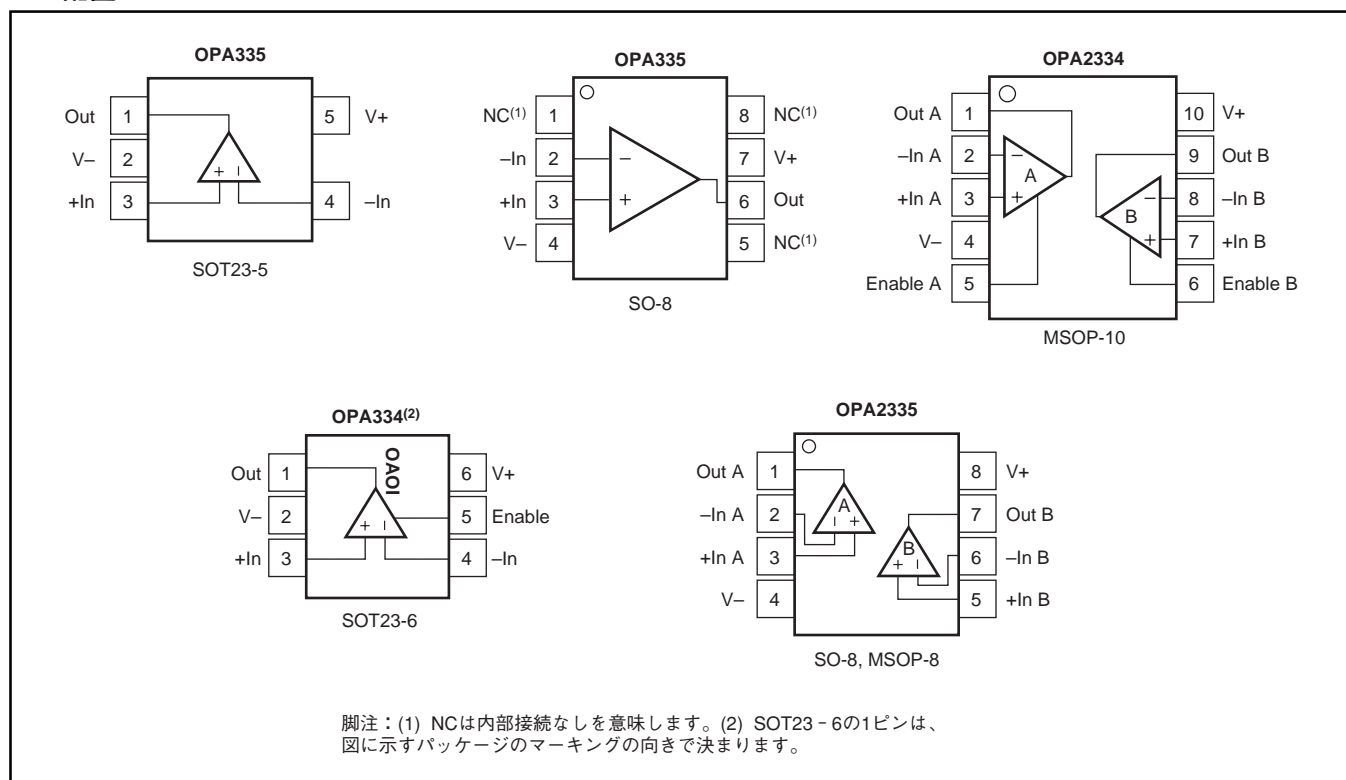 OPA335
Out 1
5 V+
V– 2
+In 3
4 –In
+ –
SOT23-5
OPA335
NC(1) 1
8 NC(1)
–In 2
–
7 V+
+In 3
+
6 Out
V– 4
5 NC(1)
SO-8
OPA2334
Out A 1
10 V+
–In A 2
–
A
9 Out B
+In A 3
+
–
8 –In B
B
V– 4
+
7 +In B
Enable A 5
6 Enable B
MSOP-10
OPA334(2)
OAOI
Out 1
6 V+
V– 2
5 Enable
+ –
+In 3
4 –In
SOT23-6
OPA2335
Out A 1
8 V+
A
–In A 2
– +
7 Out B
+In A 3
B
6 –In B
+ –
V– 4
5 +In B
SO-8, MSOP-8
脚注：(1) NCは内部接続なしを意味します。(2) SOT23‐6の1ピンは、
図に示すパッケージのマーキングの向きで決まります。